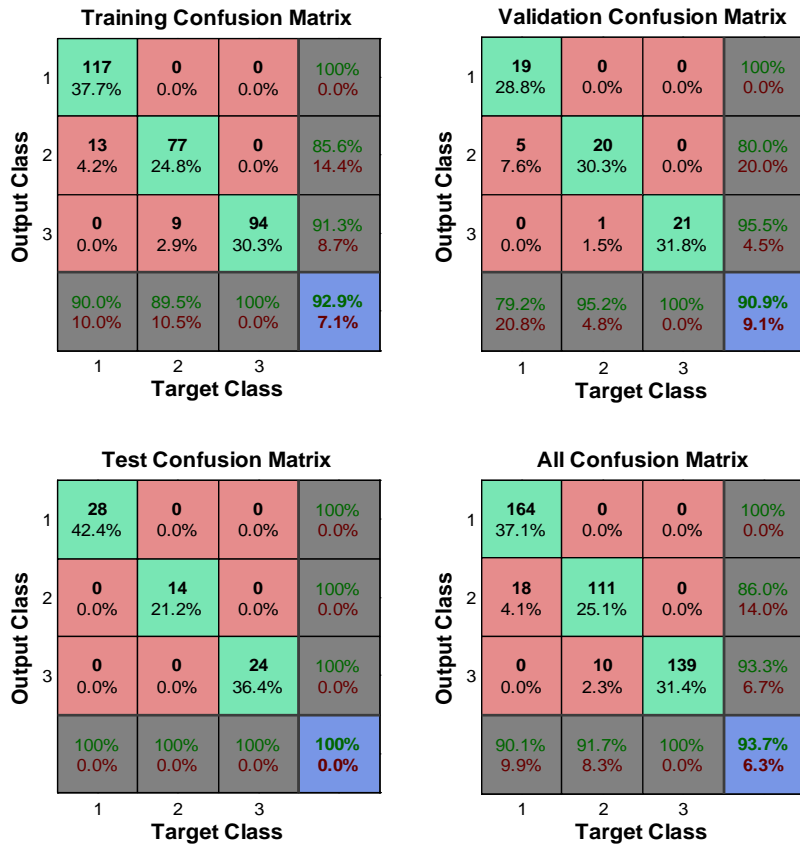 Training Confusion Matrix
117 0 0 100%
1
37.7% 0.0% 0.0% 0.0%
13 77 0 85.6%
2
4.2% 24.8% 0.0% 14.4%
0 9 94 91.3%
3
0.0% 2.9% 30.3% 8.7%
90.0% 89.5% 100% 92.9%
10.0% 10.5% 0.0% 7.1%
1 2 3
Output Class
Target Class
Validation Confusion Matrix
19 0 0 100%
1
28.8% 0.0% 0.0% 0.0%
5 20 0 80.0%
2
7.6% 30.3% 0.0% 20.0%
0 1 21 95.5%
3
0.0% 1.5% 31.8% 4.5%
79.2% 95.2% 100% 90.9%
20.8% 4.8% 0.0% 9.1%
1 2 3
Output Class
Target Class
Test Confusion Matrix
28 0 0 100%
1
42.4% 0.0% 0.0% 0.0%
0 14 0 100%
2
0.0% 21.2% 0.0% 0.0%
0 0 24 100%
3
0.0% 0.0% 36.4% 0.0%
100% 100% 100% 100%
0.0% 0.0% 0.0% 0.0%
1 2 3
Output Class
Target Class
All Confusion Matrix
164 0 0 100%
1
37.1% 0.0% 0.0% 0.0%
18 111 0 86.0%
2
4.1% 25.1% 0.0% 14.0%
0 10 139 93.3%
3
0.0% 2.3% 31.4% 6.7%
90.1% 91.7% 100% 93.7%
9.9% 8.3% 0.0% 6.3%
1 2 3
Output Class
Target Class